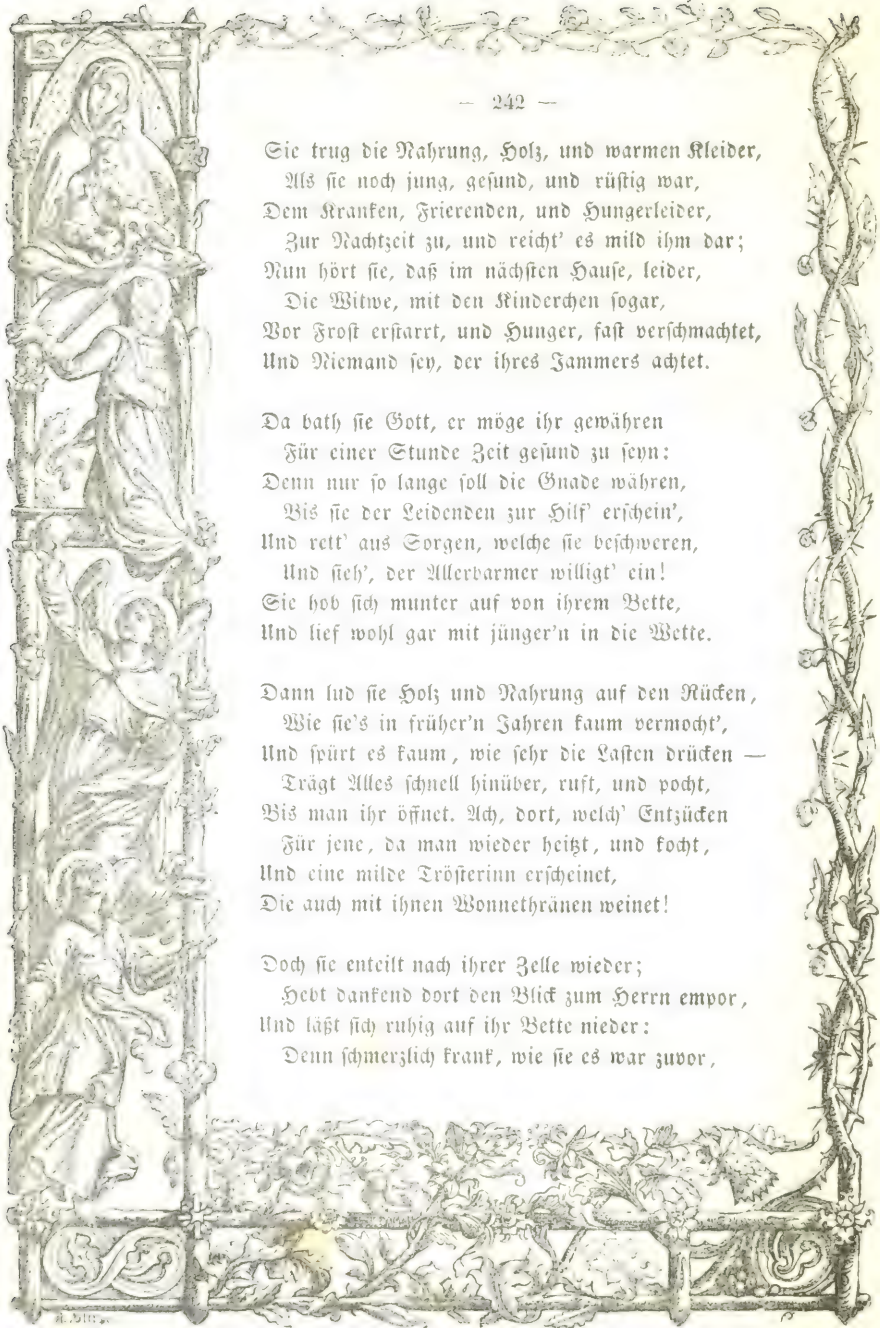 — 242 —
Sie trug die Nahrung, Holz, und warmen Kleider,
Als sie noch jung, gesund, und rüstig war,
Dem Kranken, Frierenden, und Hungerleider,
Zur Nachtzeit zu, und reicht' es mild ihm dar;
Nun hört sie, daß im nächsten Hause, leider,
Die Witwe, mit den Kinderchen sogar,
Vor Frost erstarrt, und Hunger, fast verschmachtet,
Und Niemand sey, der ihres Jammers achtet.
Da bath sie Gott, er möge ihr gewähren
Für einer Stunde Zeit gesund zu seyn:
Denn nur so lange soll die Gnade währen,
Bis sie der Leidenden zur Hilf' erschein',
Und rett' aus Sorgen, welche sie beschweren,
Und sieh', der Allerbarmer willigt' ein!
Sie hob sich munter auf von ihrem Bette,
Und lief wohl gar mit jünger'n in die Wette.
Dann lud sie Holz und Nahrung auf den Rücken,
Wie sie's in früher'n Jahren kaum vermocht',
Und spürt es kaum, wie sehr die Lasten drücken —
Trägt Alles schnell hinüber, ruft, und pocht,
Bis man ihr öffnet. Ach, dort, welch' Entzücken
Für jene, da man wieder heitzt, und kocht,
Und eine milde Trösterinn erscheinet,
Die auch mit ihnen Wonnethränen weinet!
Doch sie enteilt nach ihrer Zelle wieder;
Hebt dankend dort den Blick zum Herrn empor,
Und läßt sich ruhig auf ihr Bette nieder:
Denn schmerzlich krank, wie sie es war zuvor,